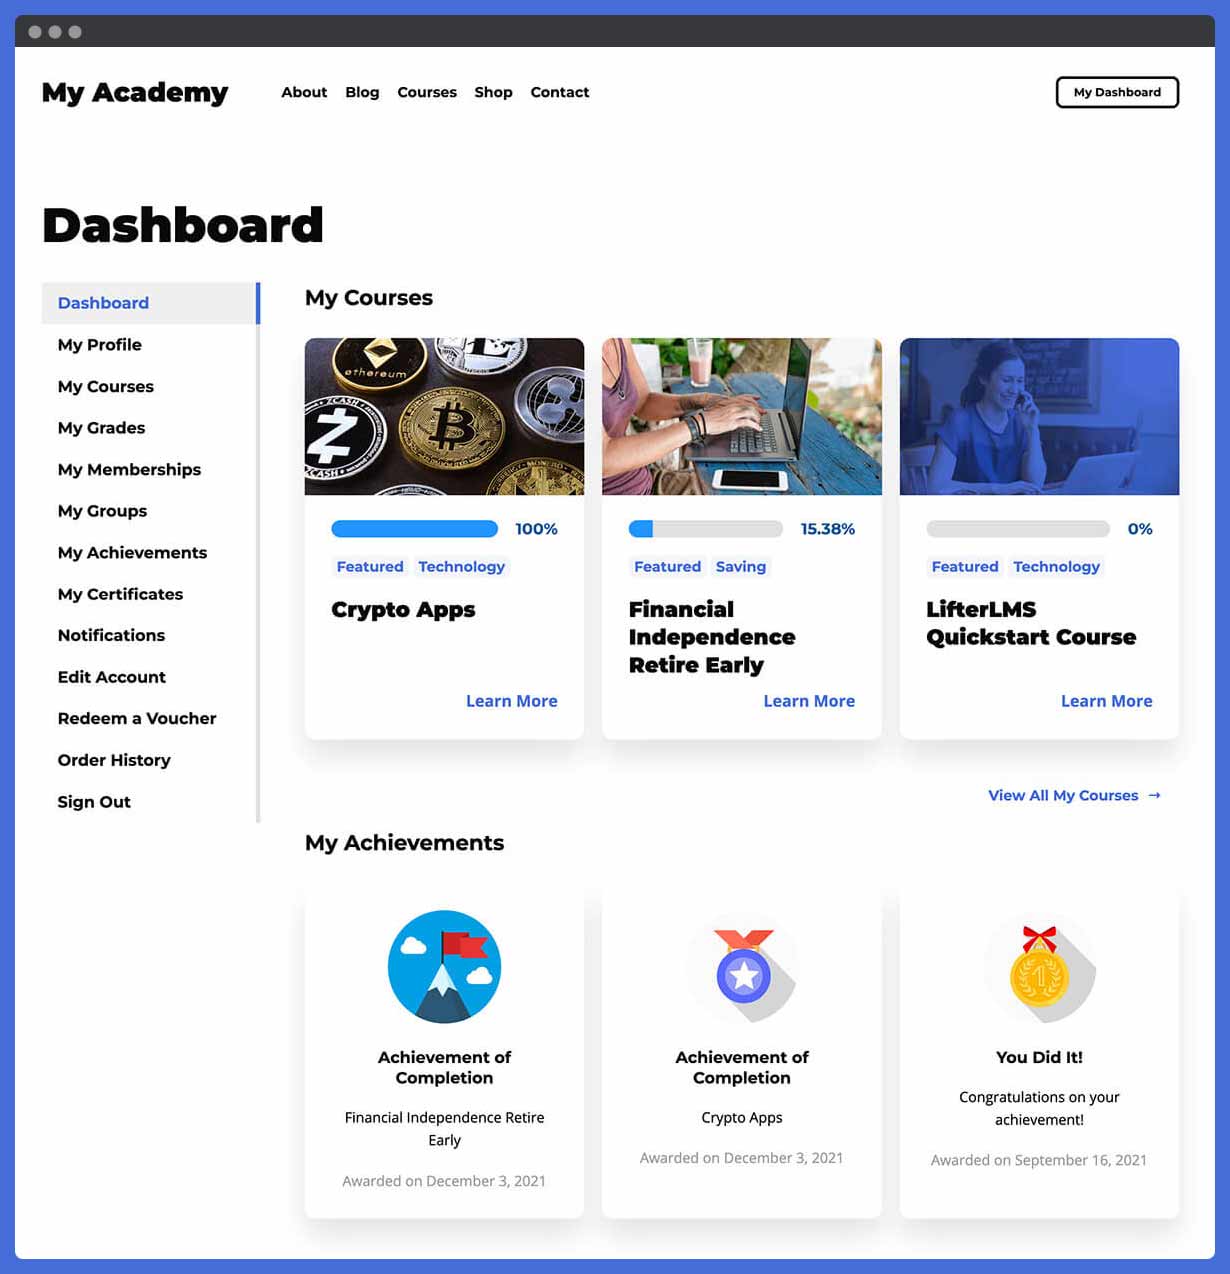 My Academy
About Blog Courses Shop Contact
My Dashboard
Dashboard
Dashboard
My Profile
My Courses
My Grades
My Memberships
My Groups
My Achievements
My Certificates
Notifications
Edit Account
Redeem a Voucher
Order History
Sign Out
My Courses
ethereum
ZCASH
ZCASH
100%
Featured Technology
Crypto Apps
Learn More
15.38%
Featured Saving
Financial
Independence
Retire Early
Learn More
0%
Featured Technology
LifterLMS
Quickstart Course
Learn More
View All My Courses →
My Achievements
Achievement of
Completion
Financial Independence Retire
Early
Awarded on December 3, 2021
Achievement of
Completion
Crypto Apps
Awarded on December 3, 2021
1
You Did It!
Congratulations on your
achievement!
Awarded on September 16, 2021